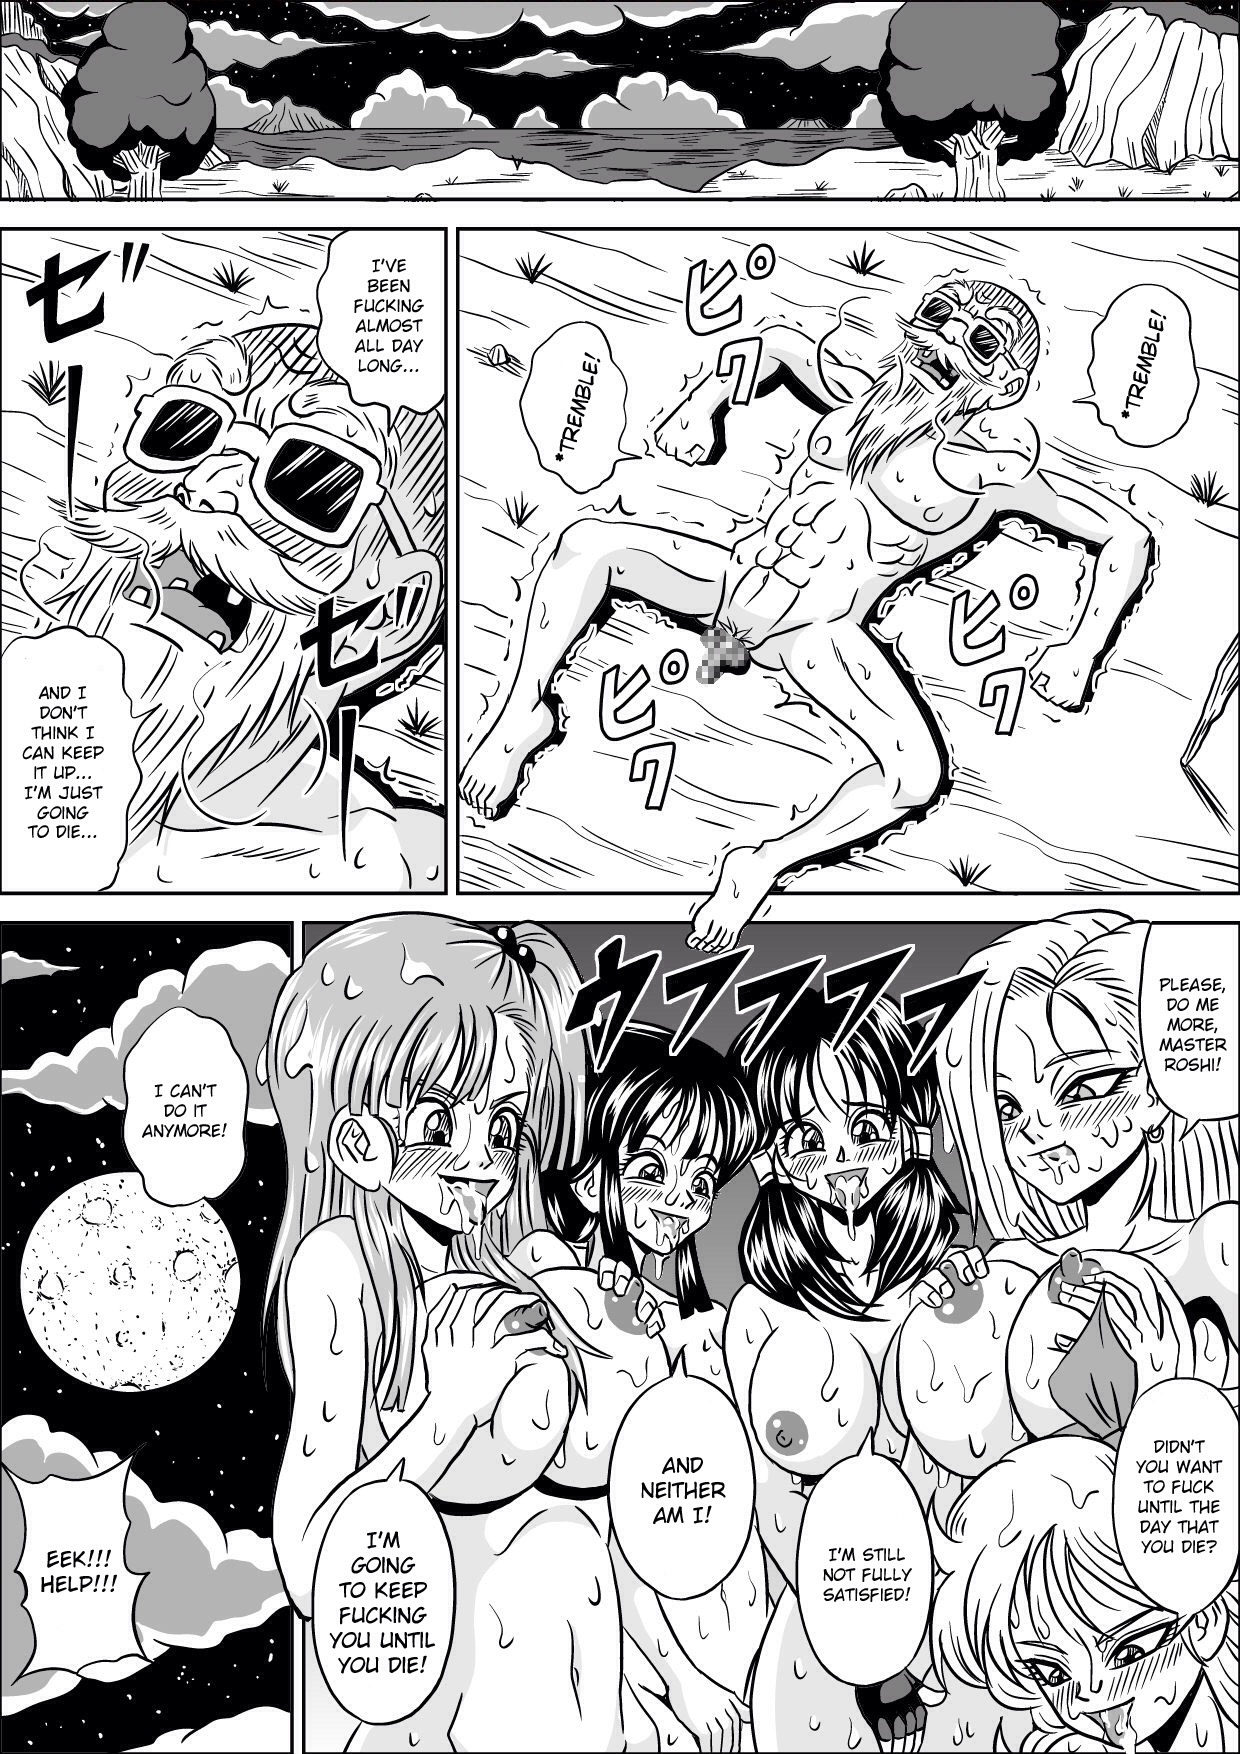 *TREMBLE!
ピク
*TREMBLE!
ピク
ピク
I'VE
BEEN
FUCKING
ALMOST
ALL DAY
LONG...
ゼ゛ー
ゼ゛ー
AND I
DON'T
THINK I
CAN KEEP
IT UP...
I'M JUST
GOING
TO DIE...
PLEASE,
DO ME
MORE,
MASTER
ROSHI!
ウフフフフ
DIDN'T
YOU WANT
TO FUCK
UNTIL THE
DAY THAT
YOU DIE?
I'M STILL
NOT FULLY
SATISFIED!
AND
NEITHER
AM I!
I'M
GOING
TO KEEP
FUCKING
YOU UNTIL
YOU DIE!
I CAN'T
DO IT
ANYMORE!
EEK!!!
HELP!!!